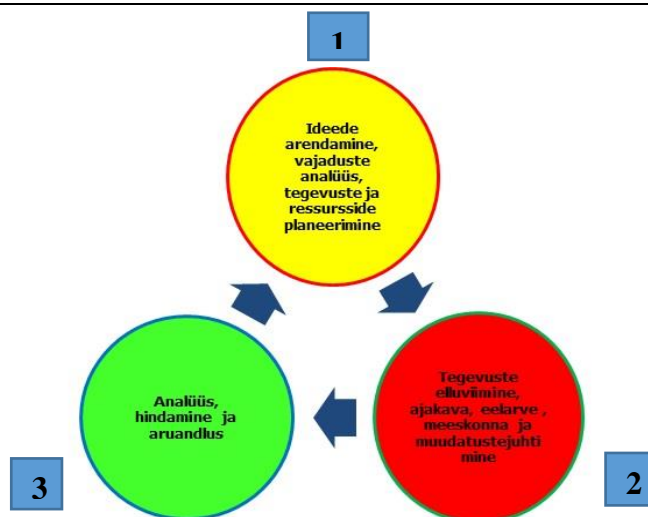 1
Ideede
arendamine,
vajaduste
analüüs,
tegevuste ja
ressursside
planeerimine
Tegevuste
elluviimine,
ajakava, eelarve ,
meeskonna ja
muudatustejuhti
mine
2
Analüüs,
hindamine ja
aruandlus
3